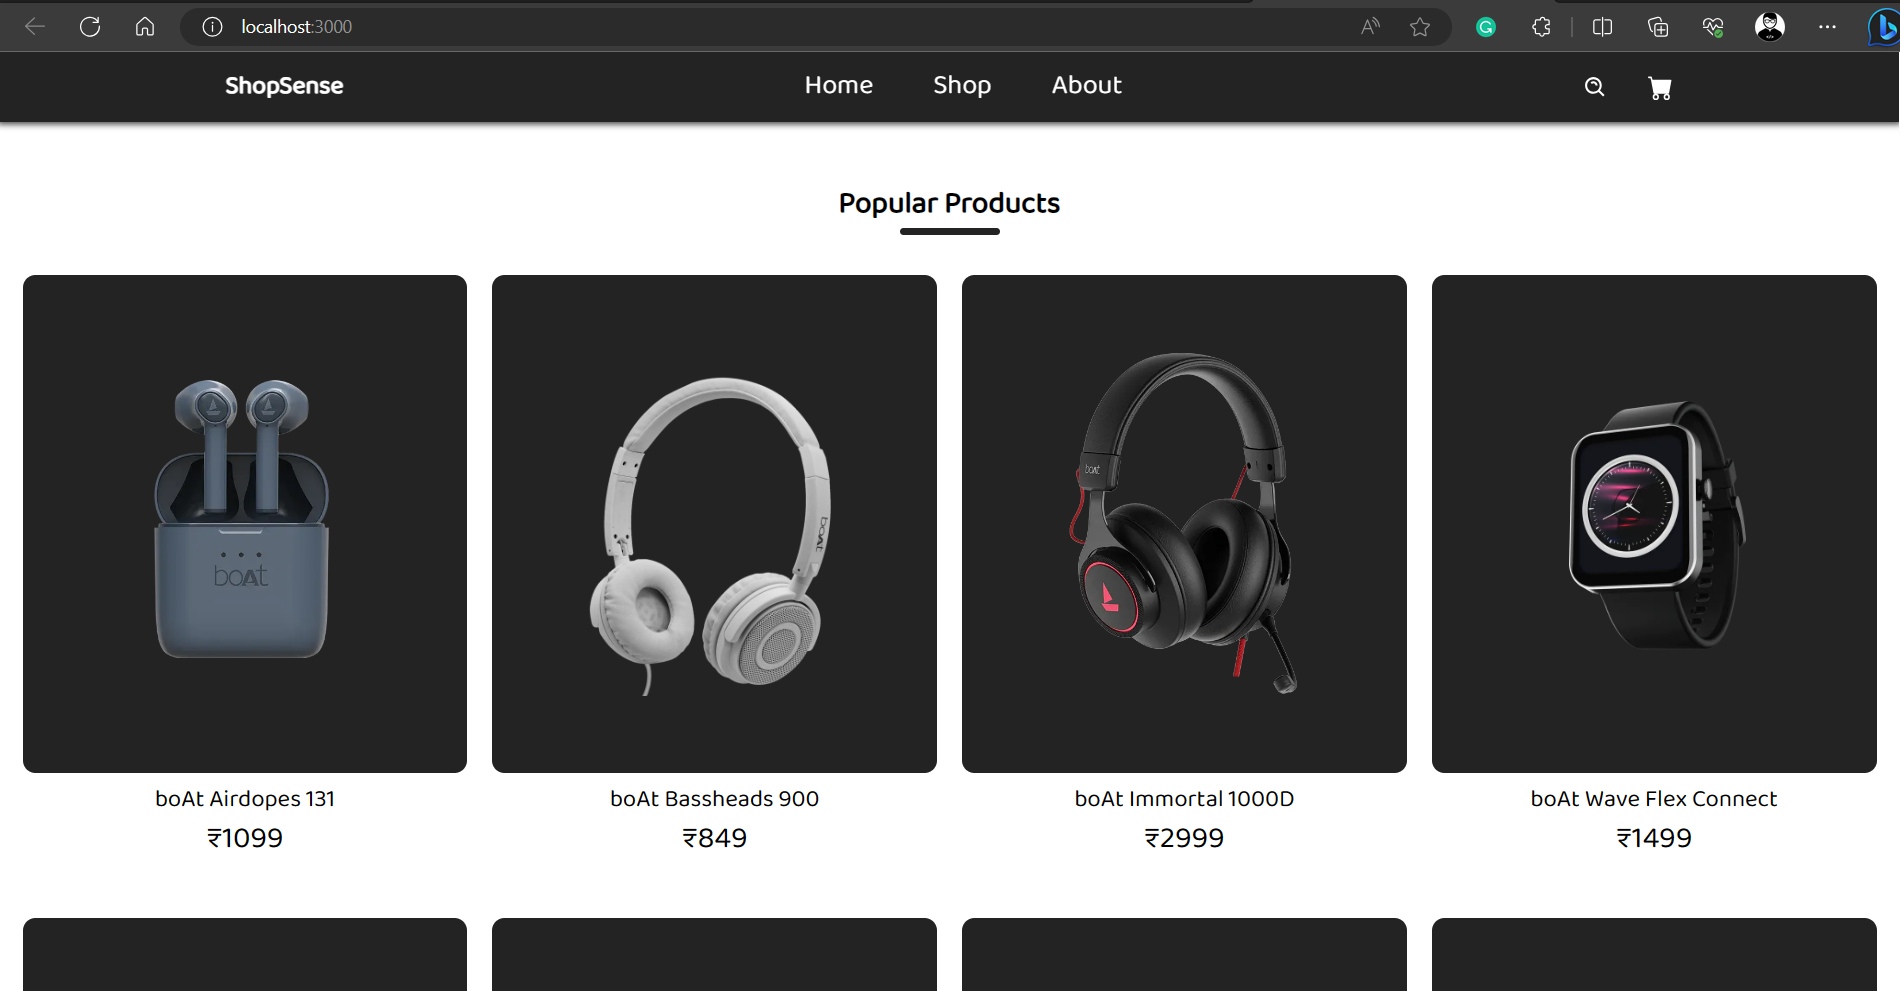 localhost:3000
ShopSense
Home Shop About
Popular Products
boAt
boAt
boAt
boAt Airdopes 131
boAt Bassheads 900
boAt Immortal 1000D
boAt Wave Flex Connect
₹1099
₹849
₹2999
₹1499